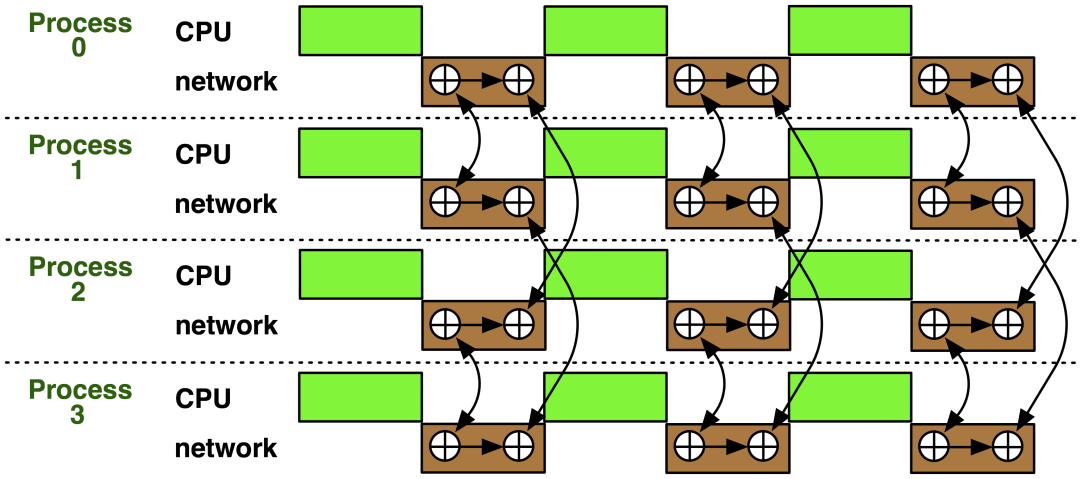 Process
0
CPU
network
Process
1
CPU
network
Process
2
CPU
network
Process
3
CPU
network